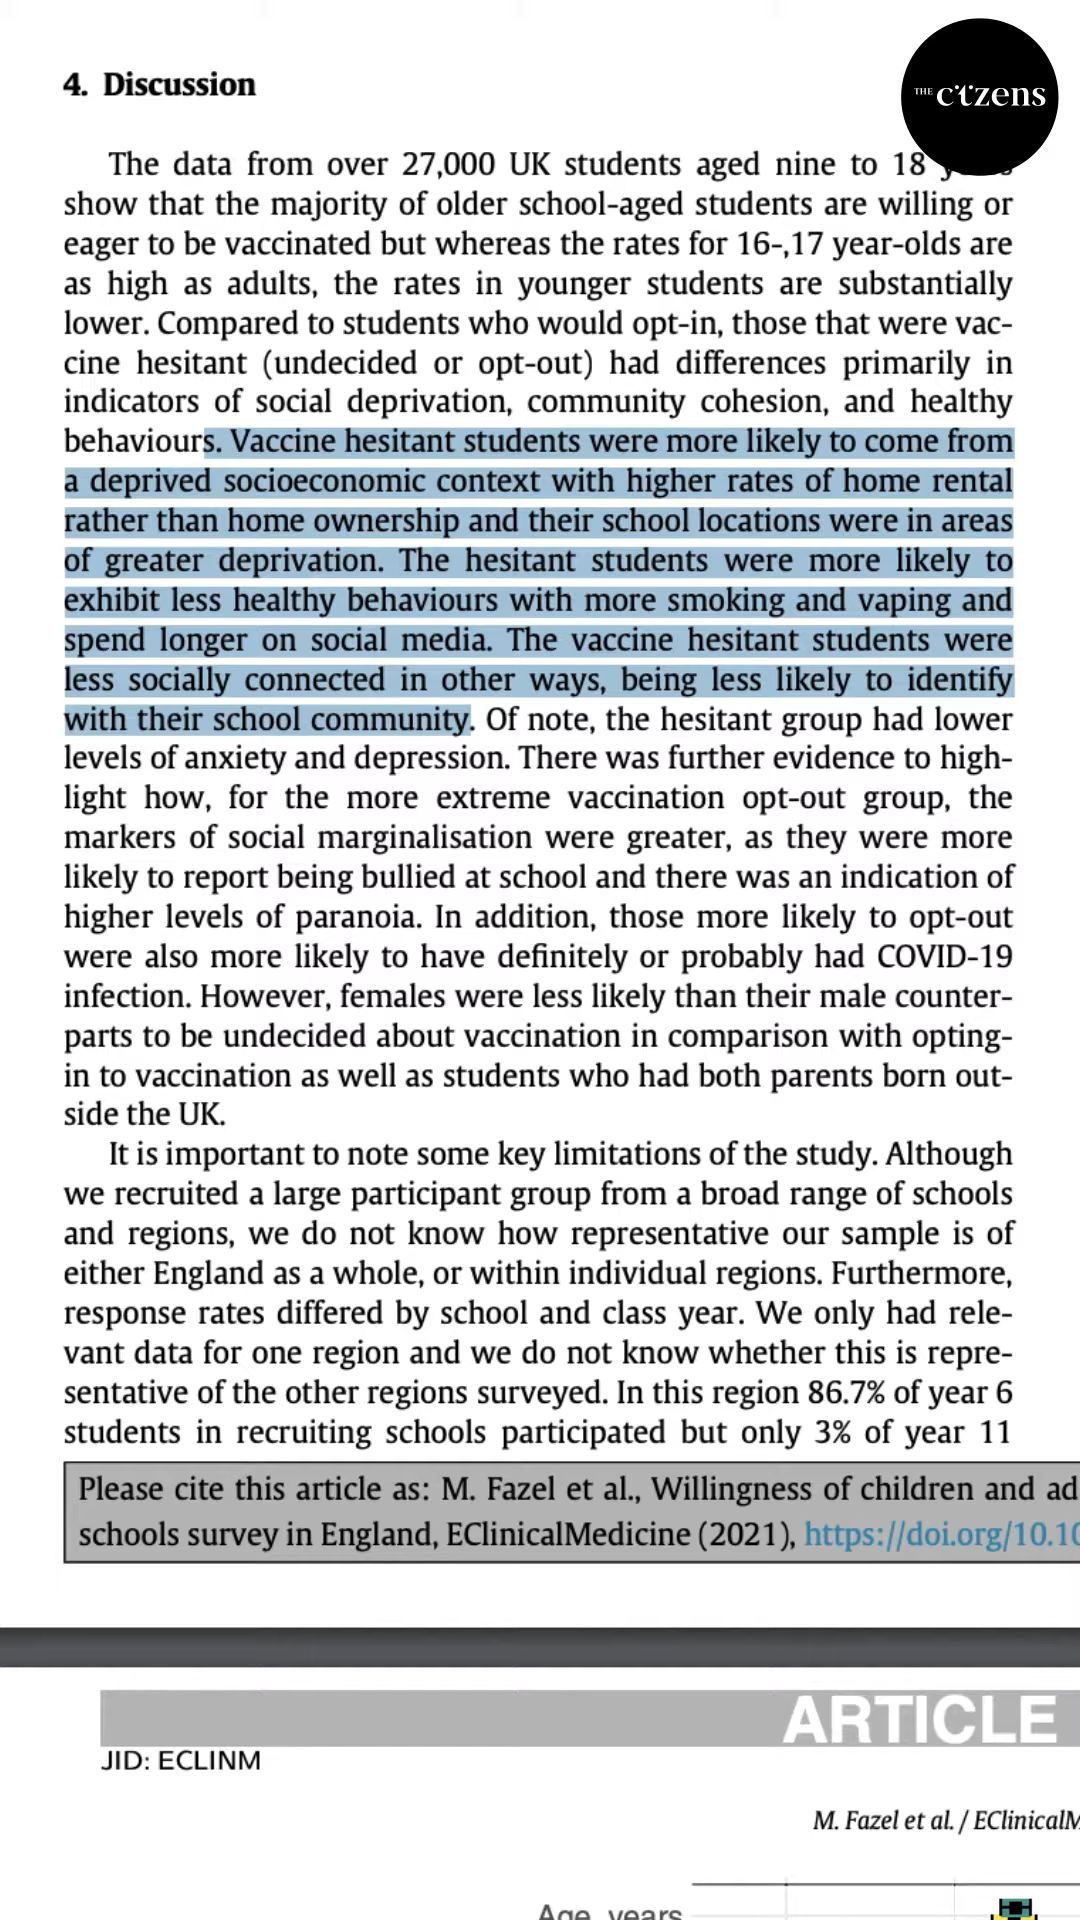 THE cıtzens
4. Discussion
The data from over 27,000 UK students aged nine to 18
show that the majority of older school-aged students are willing or
eager to be vaccinated but whereas the rates for 16-,17 year-olds are
as high as adults, the rates in younger students are substantially
lower. Compared to students who would opt-in, those that were vac-
cine hesitant (undecided or opt-out) had differences primarily in
indicators of social deprivation, community cohesion, and healthy
behaviours. Vaccine hesitant students were more likely to come from
a deprived socioeconomic context with higher rates of home rental
rather than home ownership and their school locations were in areas
of greater deprivation. The hesitant students were more likely to
exhibit less healthy behaviours with more smoking and vaping and
spend longer on social media. The vaccine hesitant students were
less socially connected in other ways, being less likely to identify
with their school community. Of note, the hesitant group had lower
levels of anxiety and depression. There was further evidence to high-
light how, for the more extreme vaccination opt-out group, the
markers of social marginalisation were greater, as they were more
likely to report being bullied at school and there was an indication of
higher levels of paranoia. In addition, those more likely to opt-out
were also more likely to have definitely or probably had COVID-19
infection. However, females were less likely than their male counter-
parts to be undecided about vaccination in comparison with opting-
in to vaccination as well as students who had both parents born out-
side the UK.
It is important to note some key limitations of the study. Although
we recruited a large participant group from a broad range of schools
and regions, we do not know how representative our sample is of
either England as a whole, or within individual regions. Furthermore,
response rates differed by school and class year. We only had rele-
vant data for one region and we do not know whether this is repre-
sentative of the other regions surveyed. In this region 86.7% of year 6
students in recruiting schools participated but only 3% of year 11
Please cite this article as: M. Fazel et al., Willingness of children and ad
schools survey in England, EClinicalMedicine (2021), https://doi.org/10.10
ARTICLE
JID: ECLINM
M. Fazel et al. / EClinicalM
Age, years